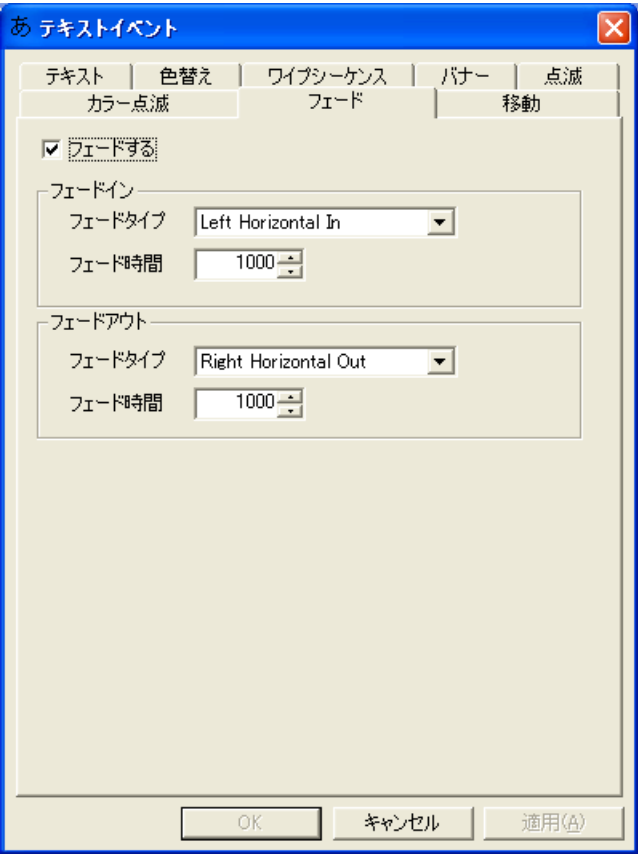 あ テキストイベント
テキスト 色替え ワイプシーケンス バナー 点滅
カラー点滅 フェード 移動
フェードする
フェードイン
フェードタイプ Left Horizontal In
フェード時間 1000
フェードアウト
フェードタイプ Right Horizontal Out
フェード時間 1000
OK キャンセル 適用(A)